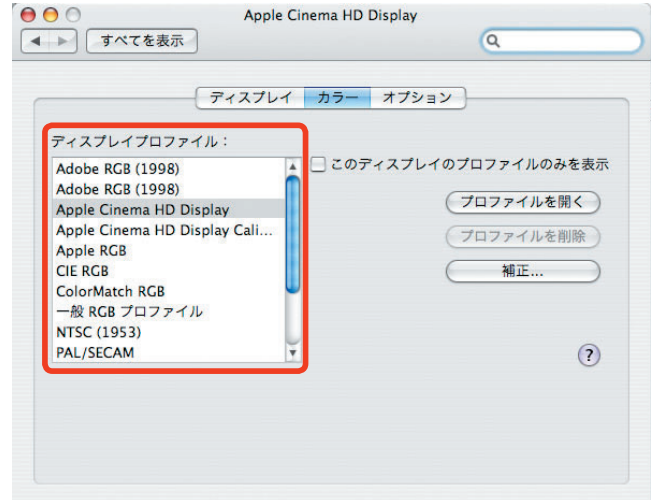 Apple Cinema HD Display
すべてを表示
ディスプレイ カラー オプション
ディスプレイプロファイル：
Adobe RGB (1998)
Adobe RGB (1998)
Apple Cinema HD Display
Apple Cinema HD Display Cali...
Apple RGB
CIE RGB
ColorMatch RGB
一般 RGB プロファイル
NTSC (1953)
PAL/SECAM
このディスプレイのプロファイルのみを表示
プロファイルを開く
プロファイルを削除
補正...
?